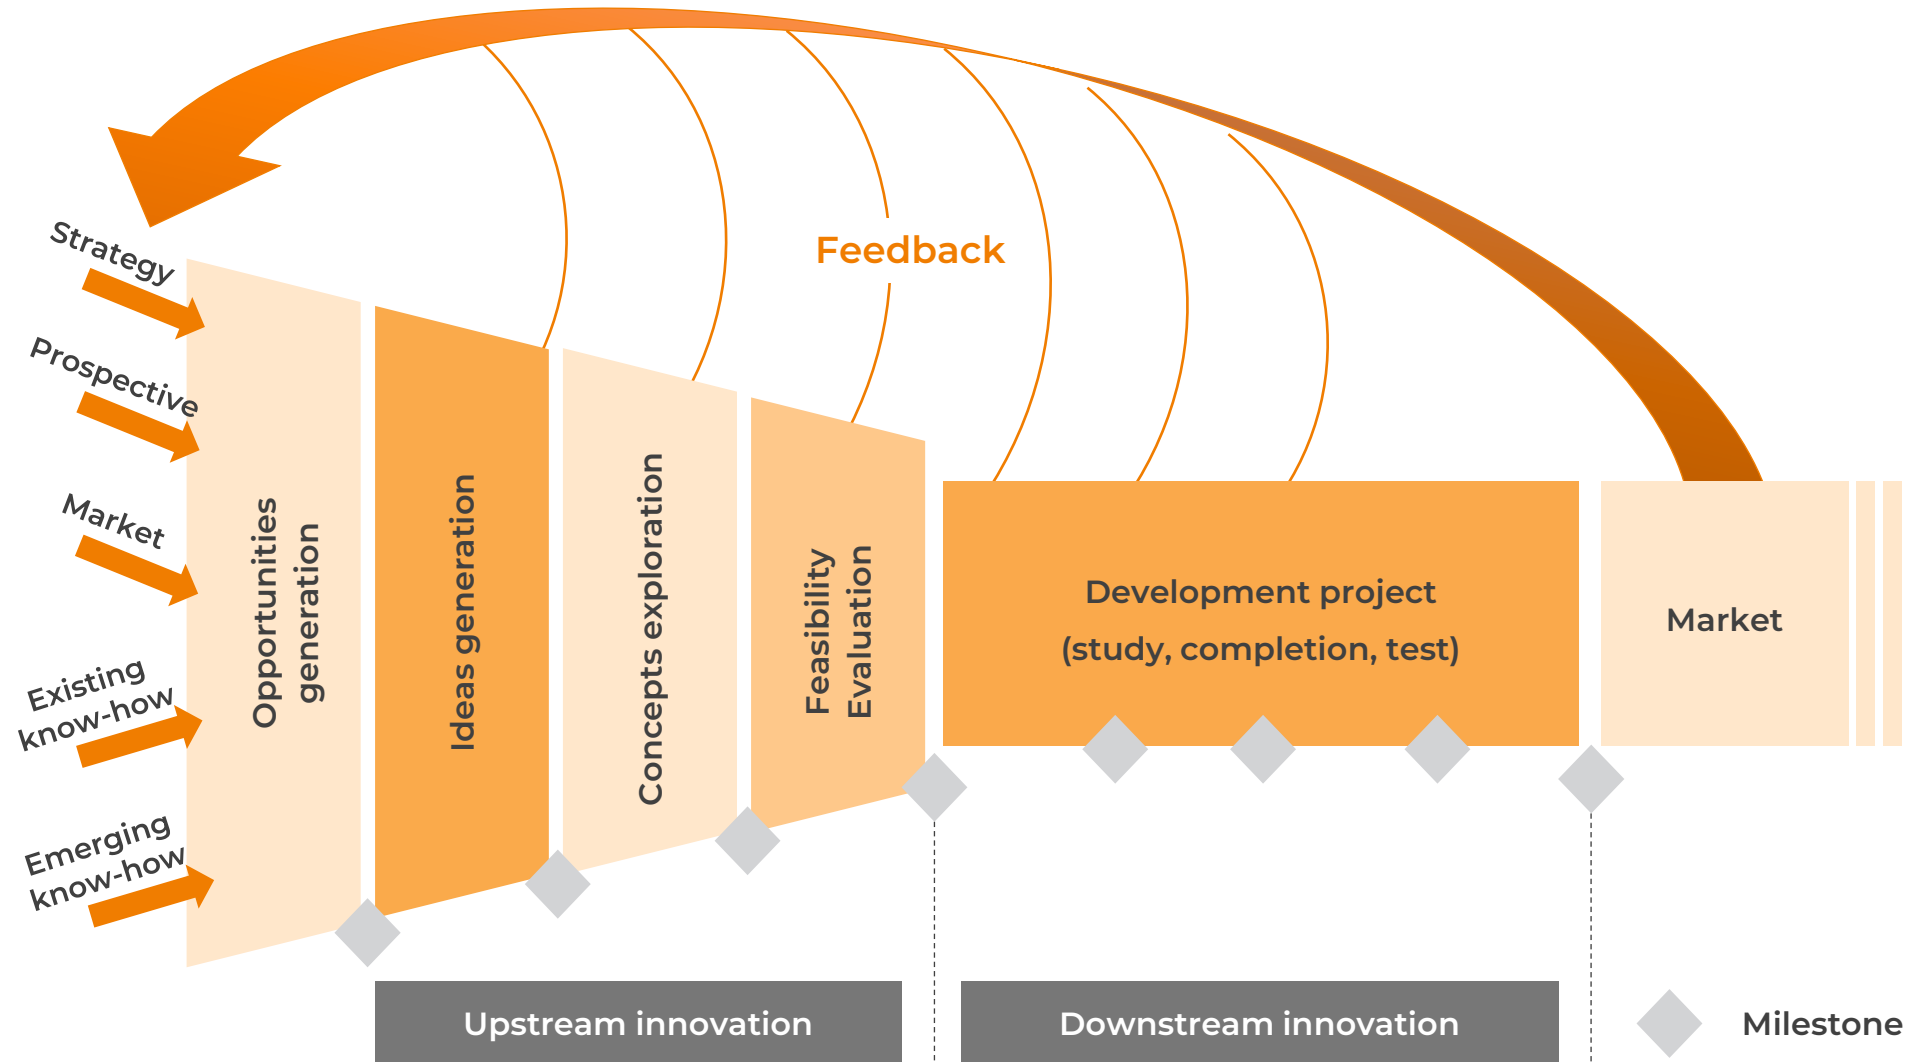 Feedback
Strategy
Prospective
Market
Existing
know-how
Emerging
know-how
Opportunities
generation
Ideas generation
Concepts exploration
Feasibility
Evaluation
Development project
(study, completion, test)
Market
Upstream innovation
Downstream innovation
Milestone